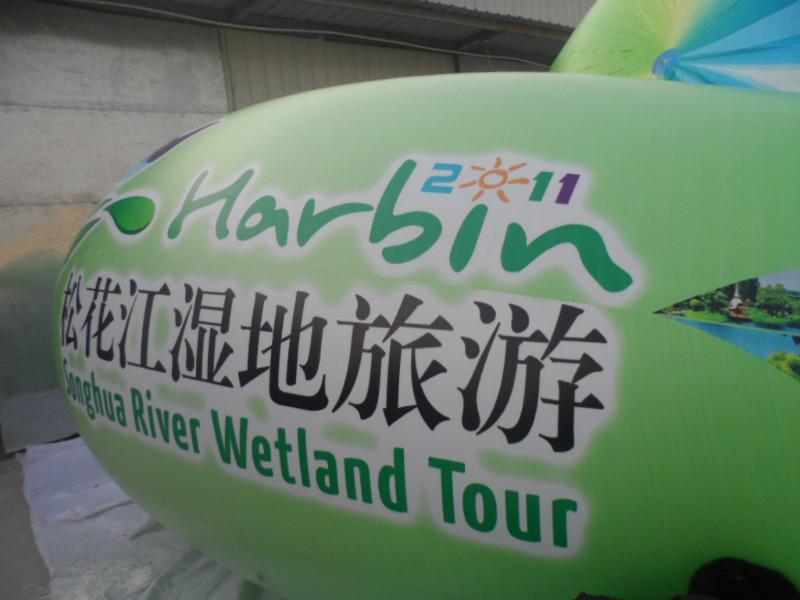 2011
Harbin
松花江湿地旅游
Songhua River Wetland Tour